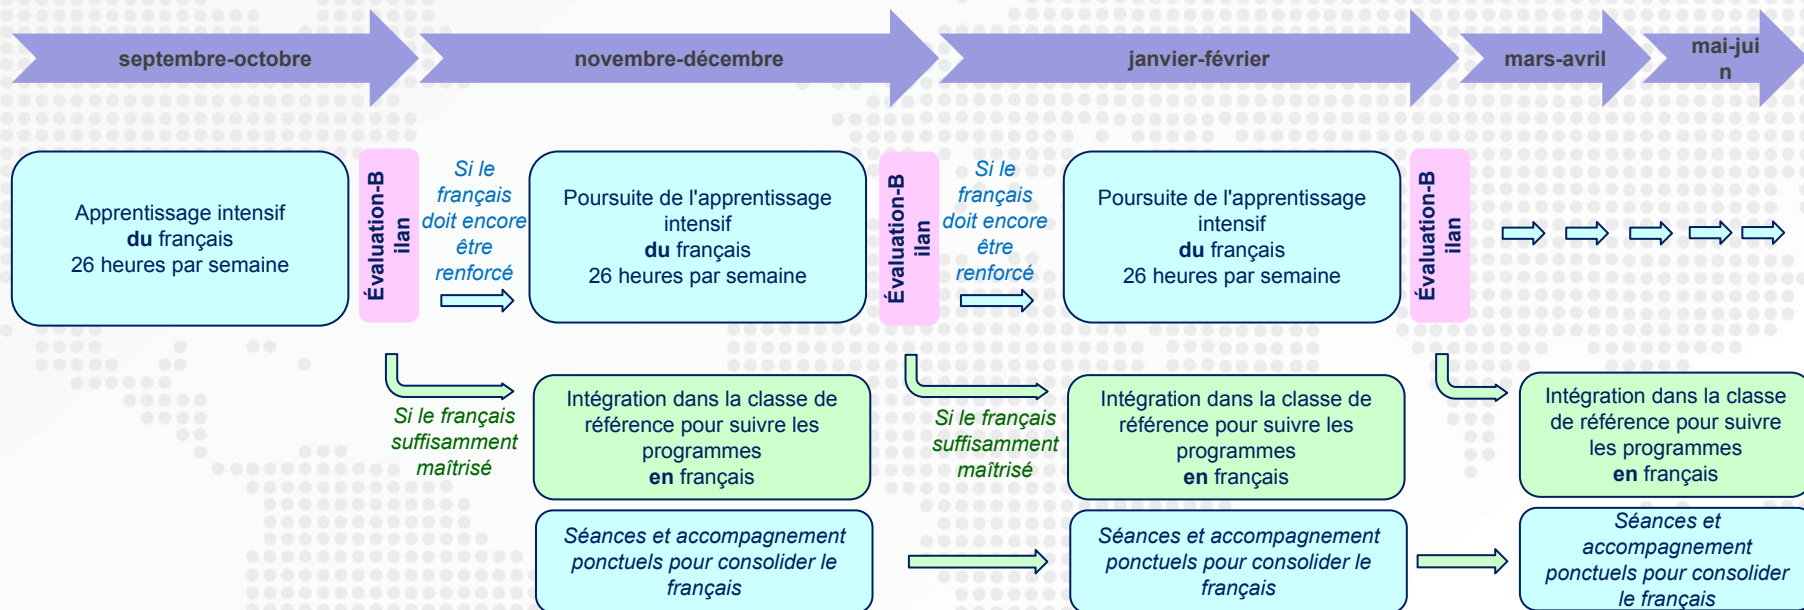 septembre-octobre
novembre-décembre
janvier-février
mars-avril
mai-jui
n
Apprentissage intensif
du français
26 heures par semaine
Évaluation-B
ilan
Si le
français
doit encore
être
renforcé
Poursuite de l'apprentissage
intensif
du français
26 heures par semaine
Évaluation-B
ilan
Si le
français
doit encore
être
renforcé
Poursuite de l'apprentissage
intensif
du français
26 heures par semaine
Évaluation-B
ilan
Si le français
suffisamment
maîtrisé
Intégration dans la classe de
référence pour suivre les
programmes
en français
Si le français
suffisamment
maîtrisé
Intégration dans la classe de
référence pour suivre les
programmes
en français
Intégration dans la classe
de référence pour suivre
les programmes
en français
Séances et accompagnement
ponctuels pour consolider le
français
Séances et accompagnement
ponctuels pour consolider le
français
Séances et
accompagnement
ponctuels pour consolider
le français